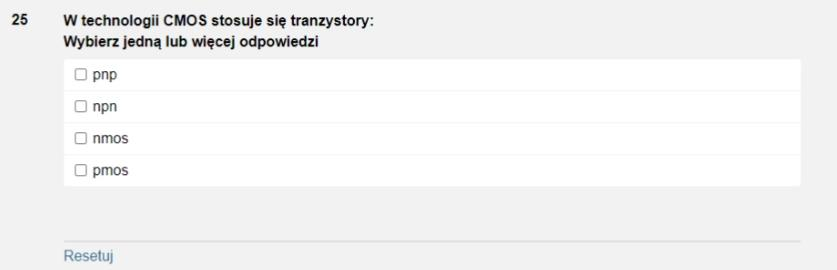 25 W technologii CMOS stosuje się tranzystory:
Wybierz jedną lub więcej odpowiedzi
pnp
npn
nmos
pmos
Resetuj